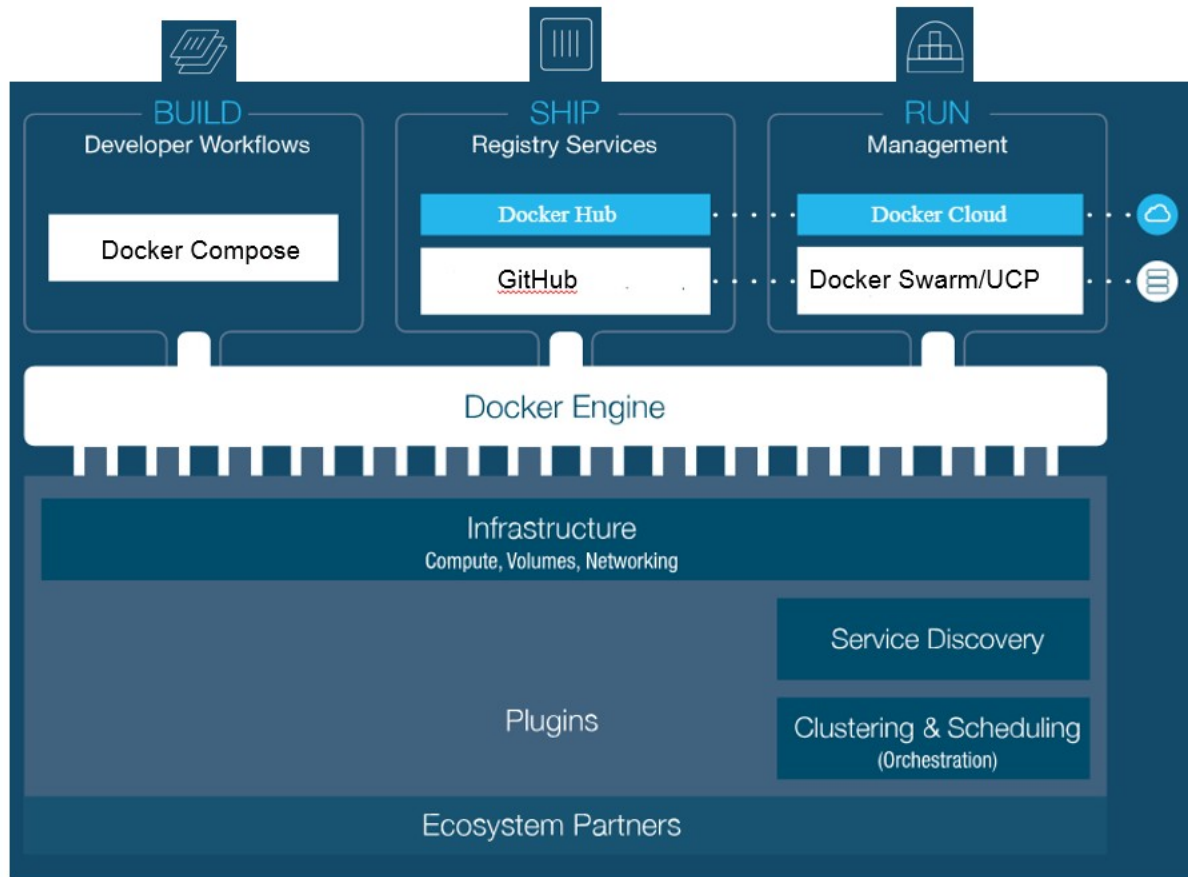 BUILD
Developer Workflows
Docker Compose
SHIP
Registry Services
Docker Hub
GitHub
RUN
Management
Docker Cloud
Docker Swarm/UCP
Docker Engine
Infrastructure
Compute, Volumes, Networking
Service Discovery
Plugins
Clustering & Scheduling
(Orchestration)
Ecosystem Partners